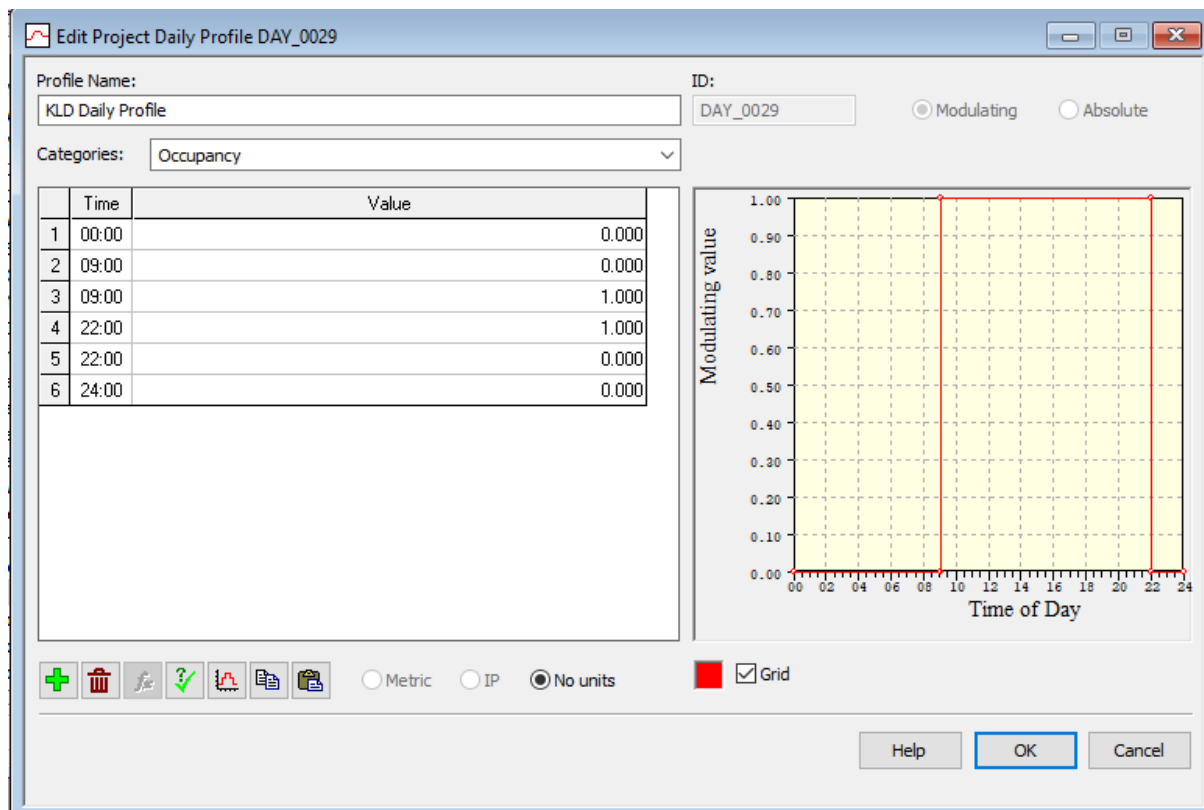 Edit Project Daily Profile DAY_0029
Profile Name:
ID:
KLD Daily Profile
DAY_0029
Modulating
Absolute
Categories:
Occupancy
Time Value
1 00:00 0.000
2 09:00 0.000
3 09:00 1.000
4 22:00 1.000
5 22:00 0.000
6 24:00 0.000
Modulating value
1.00
0.90
0.80
0.70
0.60
0.50
0.40
0.30
0.20
0.10
0.00
00 02 04 06 08 10 12 14 16 18 20 22 24
Time of Day
fx
Metric
IP
No units
Grid
Help
OK
Cancel